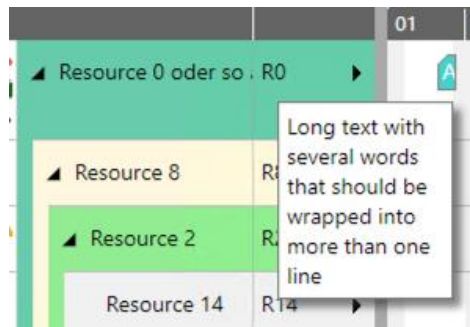 01
Resource 0 oder so R0
A
Long text with
several words
that should be
wrapped into
more than one
line
Resource 8
Resource 2
Resource 14 R14